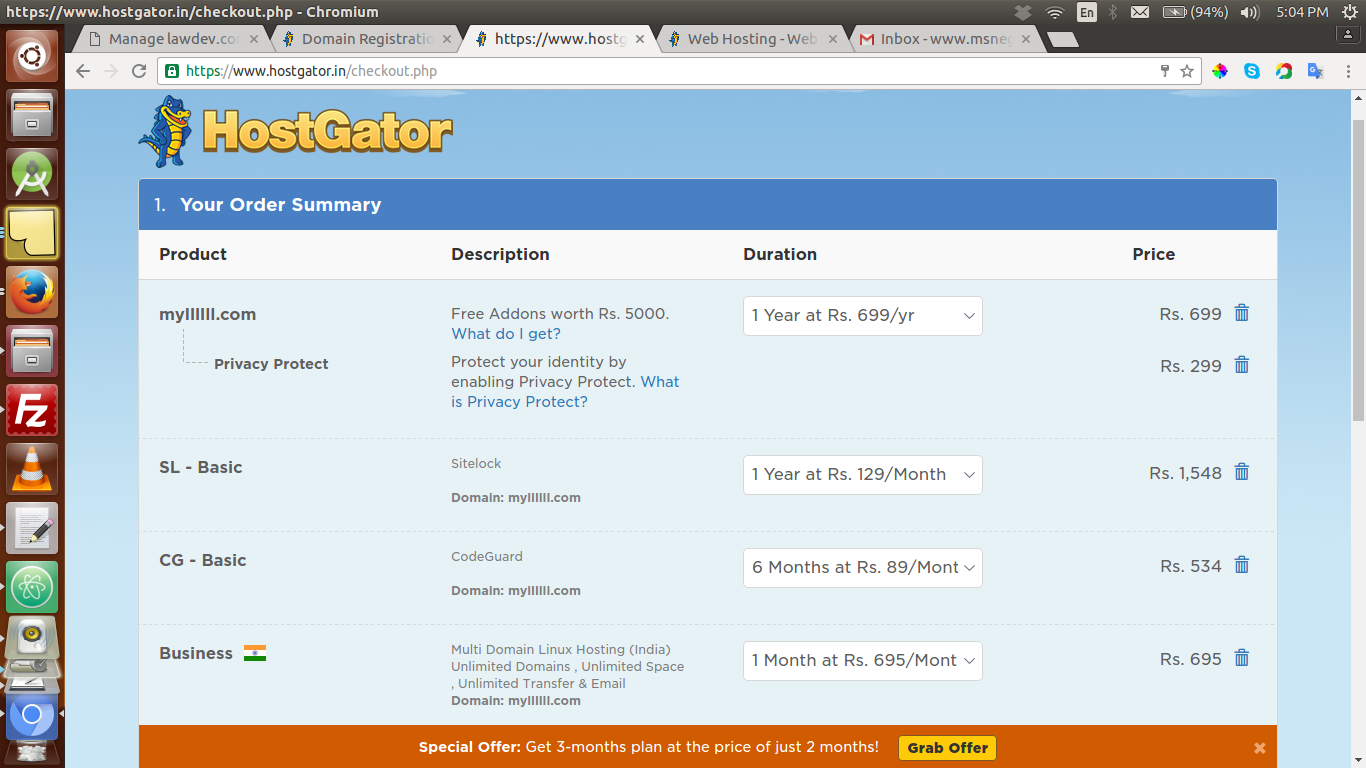 https://www.hostgator.in/checkout.php - Chromium
En
(94%)
5:04 PM
Manage lawdev.co
Domain Registratio
https://www.hostg
Web Hosting - Web
Inbox - www.msneg
https://www.hostgator.in/checkout.php
HostGator
1. Your Order Summary
Product Description Duration Price
myllllll.com
Free Addons worth Rs. 5000.
What do I get?
1 Year at Rs. 699/yr
Rs. 699
Privacy Protect
Protect your identity by
enabling Privacy Protect. What
is Privacy Protect?
Rs. 299
SL - Basic
Sitelock
Domain: myllllll.com
1 Year at Rs. 129/Month
Rs. 1,548
CG - Basic
CodeGuard
Domain: myllllll.com
6 Months at Rs. 89/Mont
Rs. 534
Business
Multi Domain Linux Hosting (India)
Unlimited Domains , Unlimited Space
, Unlimited Transfer & Email
Domain: myllllll.com
1 Month at Rs. 695/Mont
Rs. 695
Special Offer: Get 3-months plan at the price of just 2 months!
Grab Offer
Fz